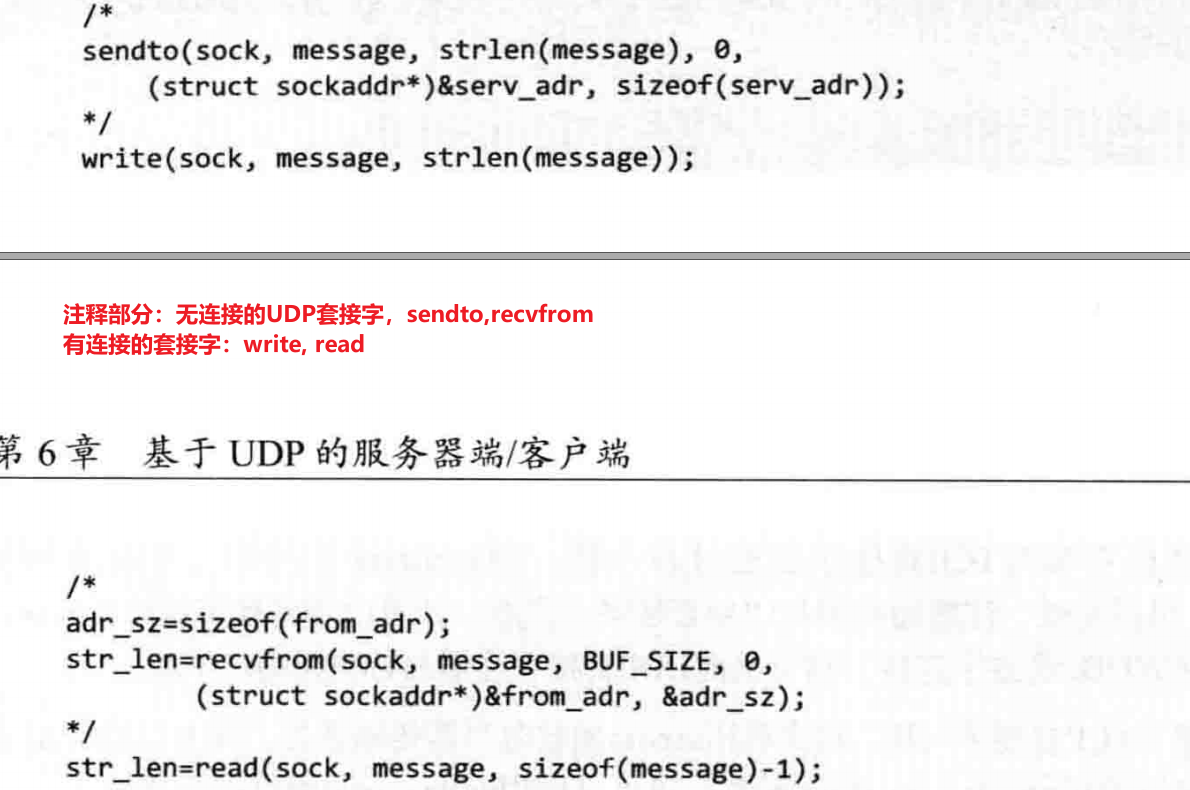 /*
sendto(sock, message, strlen(message), 0,
(struct sockaddr*)&serv_adr, sizeof(serv_adr));
*/
write(sock, message, strlen(message));
注释部分：无连接的UDP套接字，sendto,recvfrom
有连接的套接字：write, read
第 6 章 基于 UDP 的服务器端/客户端
/*
adr_sz=sizeof(from_adr);
str_len=recvfrom(sock, message, BUF_SIZE, 0,
(struct sockaddr*)&from_adr, &adr_sz);
*/
str_len=read(sock, message, sizeof(message)-1);